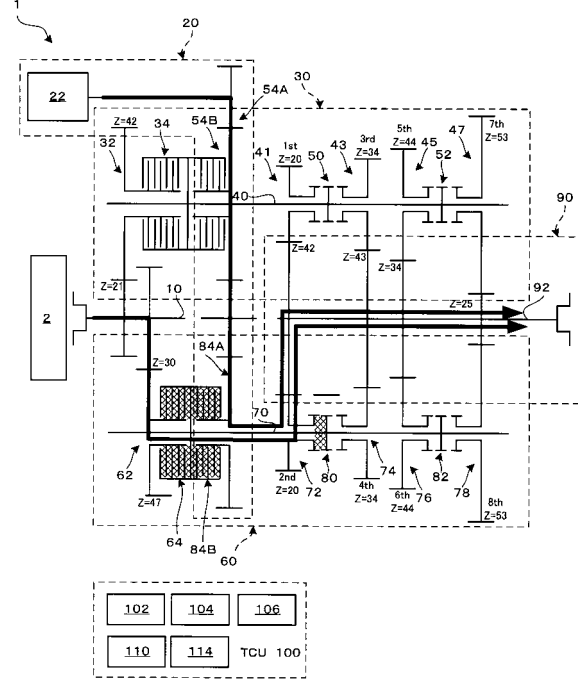 1
20
22
54A
30
Z=42
34
54B
32
41
1st
Z=20
50
43
3rd
Z=34
5th
Z=44
45
52
47
7th
Z=53
40
90
Z=42
Z=43
Z=34
2
Z=21
10
Z=25
92
Z=30
84A
70
62
Z=47
64
84B
60
2nd
Z=20
72
80
4th
Z=34
74
6th
Z=44
76
82
78
8th
Z=53
102
104
106
110
114
TCU 100